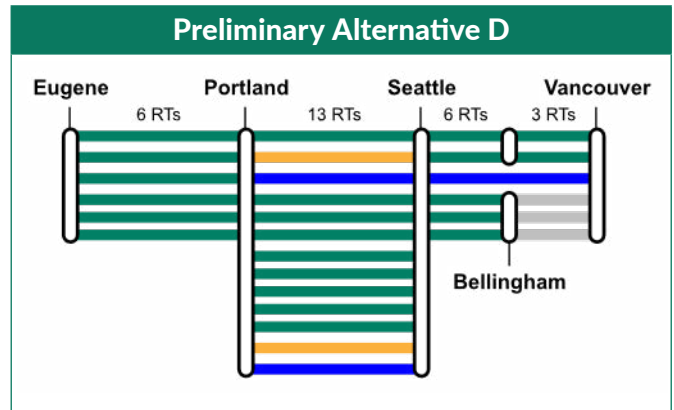 Preliminary Alternative D
Eugene Portland Seattle Vancouver
6 RTs 13 RTs 6 RTs 3 RTs
Bellingham